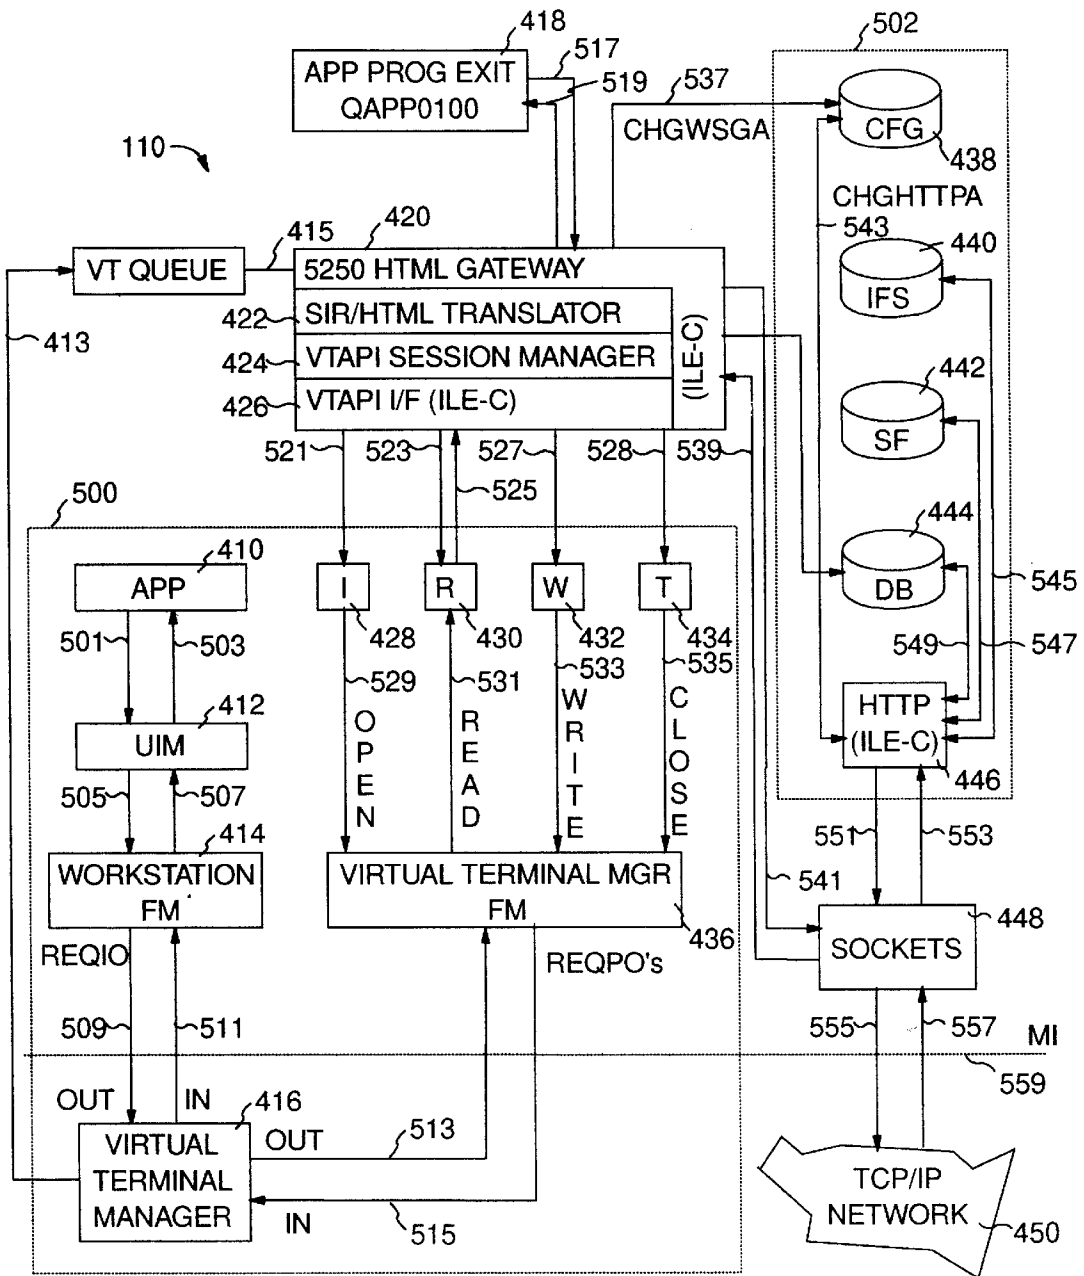 418
502
APP PROG EXIT
QAPP0100
517
519
537
CHGWSGA
CFG
438
110
CHGHTTPA
543
420
415
VT QUEUE
413
5250 HTML GATEWAY
422
SIR/HTML TRANSLATOR
424
VTAPI SESSION MANAGER
426
VTAPI I/F (ILE-C)
(ILE-C)
440
IFS
442
SF
444
DB
521
523
525
527
528
539
500
410
APP
I
R
W
T
428
430
432
434
545
501
503
529
531
533
535
549
547
412
UIM
OPEN
READ
WRITE
CLOSE
HTTP
(ILE-C)
446
505
507
414
WORKSTATION
FM
VIRTUAL TERMINAL MGR
FM
436
551
553
541
448
SOCKETS
REQIO
REQPO's
509
511
555
557
MI
559
OUT
IN
416
VIRTUAL
TERMINAL
MANAGER
OUT
513
IN
515
TCP/IP
NETWORK
450